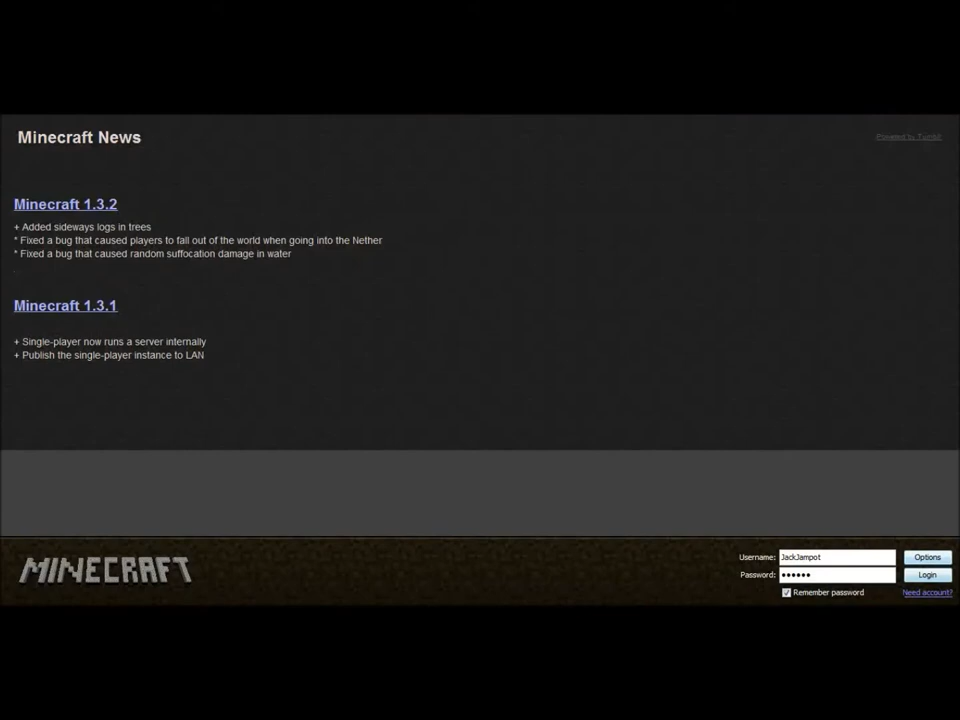 Minecraft News
Powered by Tumblr
Minecraft 1.3.2
+ Added sideways logs in trees
* Fixed a bug that caused players to fall out of the world when going into the Nether
* Fixed a bug that caused random suffocation damage in water
Minecraft 1.3.1
+ Single-player now runs a server internally
+ Publish the single-player instance to LAN
MINECRAFT
Username: JackJampot Options
Password: •••••• Login
Remember password Need account?